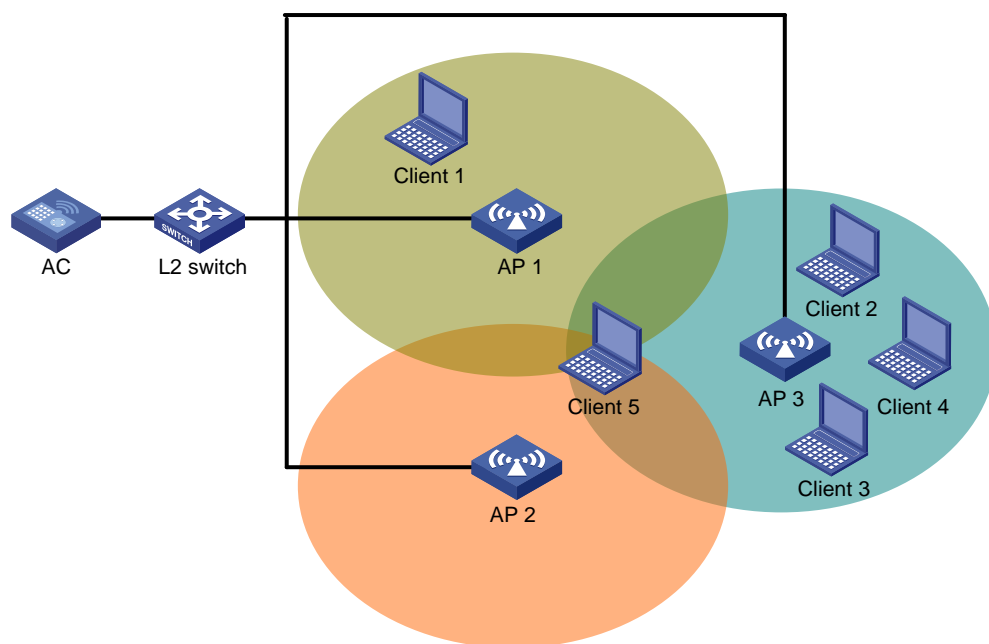 Client 1
AC
SWITCH
L2 switch
AP 1
Client 2
Client 5
AP 3
Client 4
Client 3
AP 2